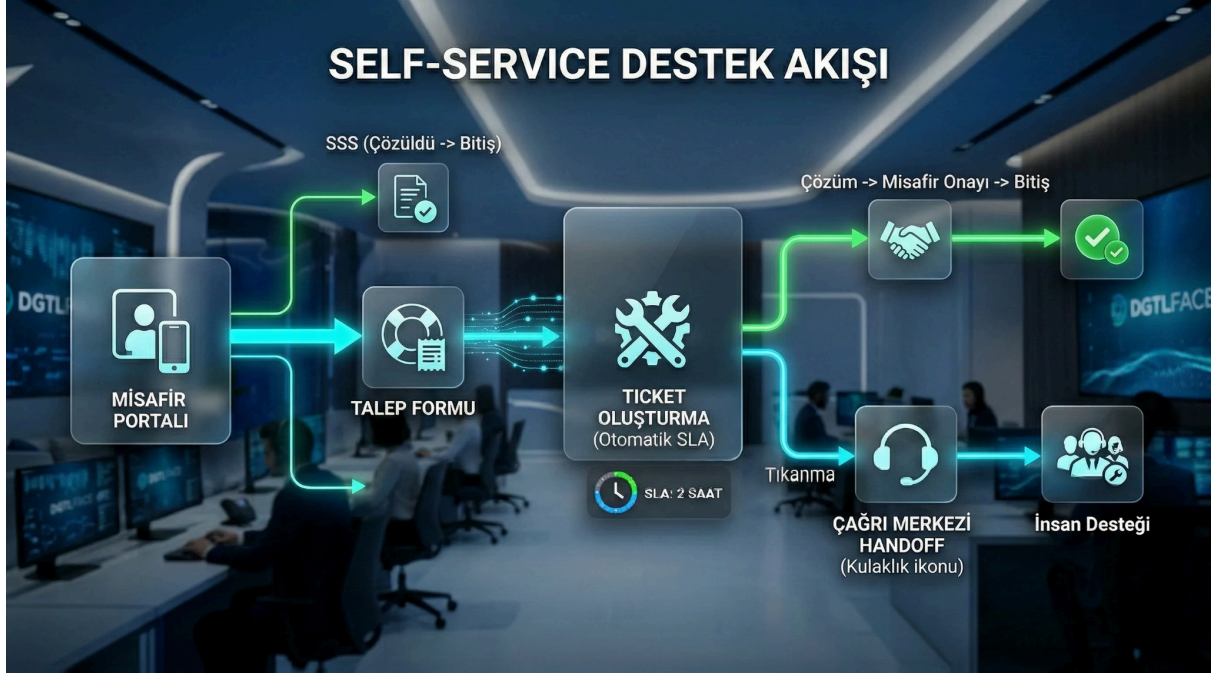 SELF-SERVICE DESTEK AKIŞI
SSS (Çözüldü -> Bitiş)
Çözüm -> Misafir Onayı -> Bitiş
DGTL
DGTLFACE
MİSAFİR
PORTALI
TALEP FORMU
TICKET
OLUŞTURMA
(Otomatik SLA)
SLA: 2 SAAT
Tıkanma
ÇAĞRI MERKEZİ
HANDOFF
(Kulaklık ikonu)
İnsan Desteği